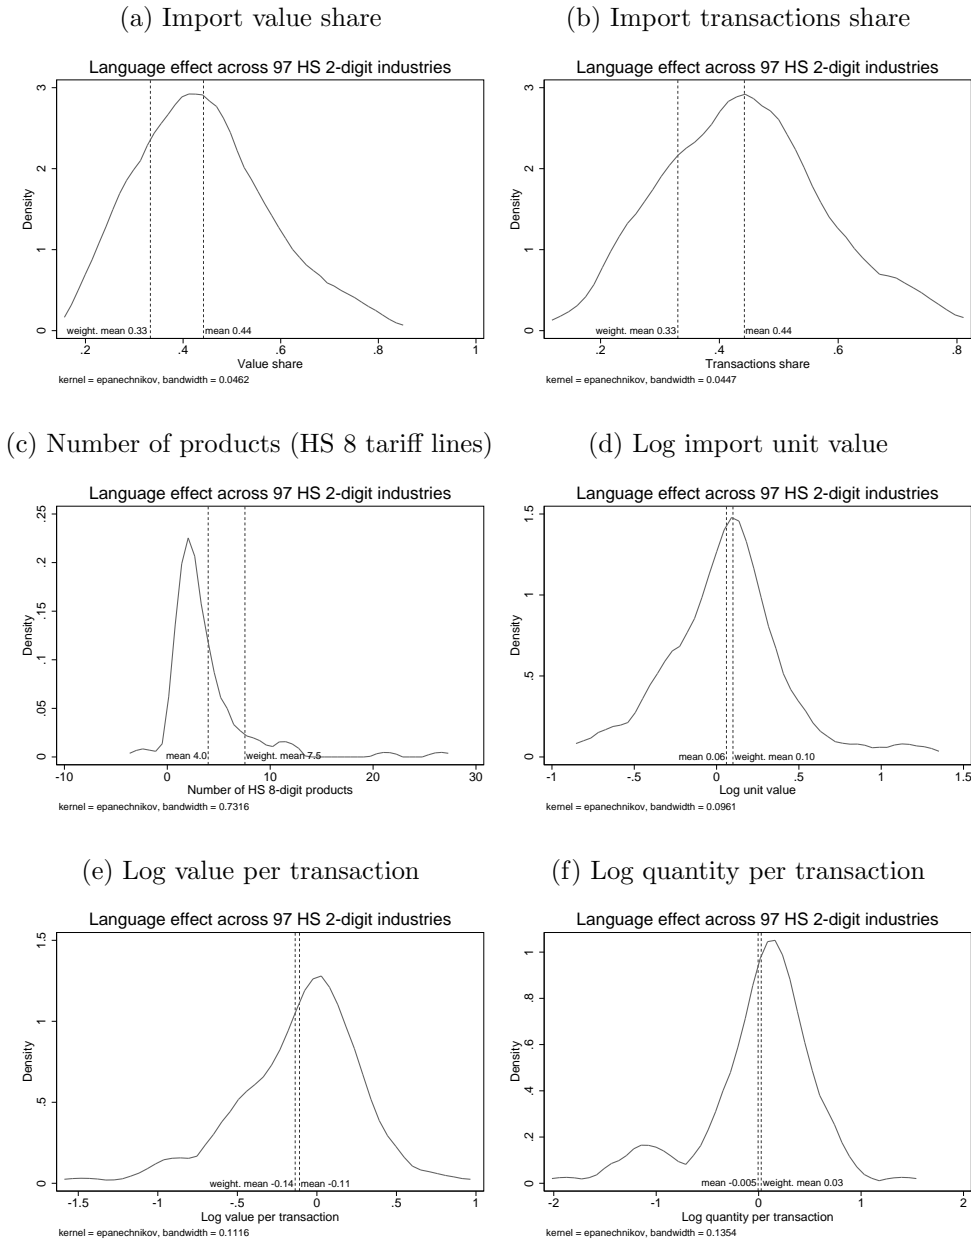 (a) Import value share
Language effect across 97 HS 2-digit industries
Density
0
1
2
3
weight. mean 0.33
mean 0.44
.2
.4
.6
.8
1
Value share
kernel = epanechnikov, bandwidth = 0.0462
(b) Import transactions share
Language effect across 97 HS 2-digit industries
Density
0
1
2
3
weight. mean 0.33
mean 0.44
.2
.4
.6
.8
Transactions share
kernel = epanechnikov, bandwidth = 0.0447
(c) Number of products (HS 8 tariff lines)
Language effect across 97 HS 2-digit industries
Density
0
.05
.1
.15
.2
.25
mean 4.0
weight. mean 7.5
-10
0
10
20
30
Number of HS 8-digit products
kernel = epanechnikov, bandwidth = 0.7316
(d) Log import unit value
Language effect across 97 HS 2-digit industries
Density
0
.5
1
1.5
mean 0.06
weight. mean 0.10
-1
-.5
0
.5
1
1.5
Log unit value
kernel = epanechnikov, bandwidth = 0.0961
(e) Log value per transaction
Language effect across 97 HS 2-digit industries
Density
0
.5
1
1.5
weight. mean -0.14
mean -0.11
-1.5
-1
-.5
0
.5
1
Log value per transaction
kernel = epanechnikov, bandwidth = 0.1116
(f) Log quantity per transaction
Language effect across 97 HS 2-digit industries
Density
0
.2
.4
.6
.8
1
mean -0.005
weight. mean 0.03
-2
-1
0
1
2
Log quantity per transaction
kernel = epanechnikov, bandwidth = 0.1354